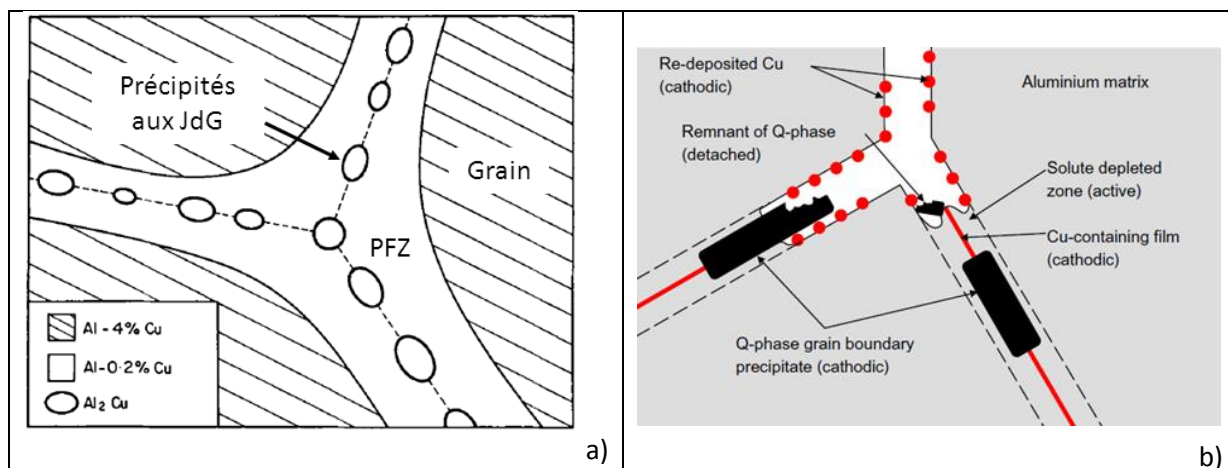 Précipités
aux JdG
Grain
PFZ
Al-4% Cu
Al-0·2% Cu
Al₂ Cu
a)
Re-deposited Cu
(cathodic)
Aluminium matrix
Remnant of Q-phase
(detached)
Solute depleted
zone (active)
Cu-containing film
(cathodic)
Q-phase grain boundary
precipitate (cathodic)
b)